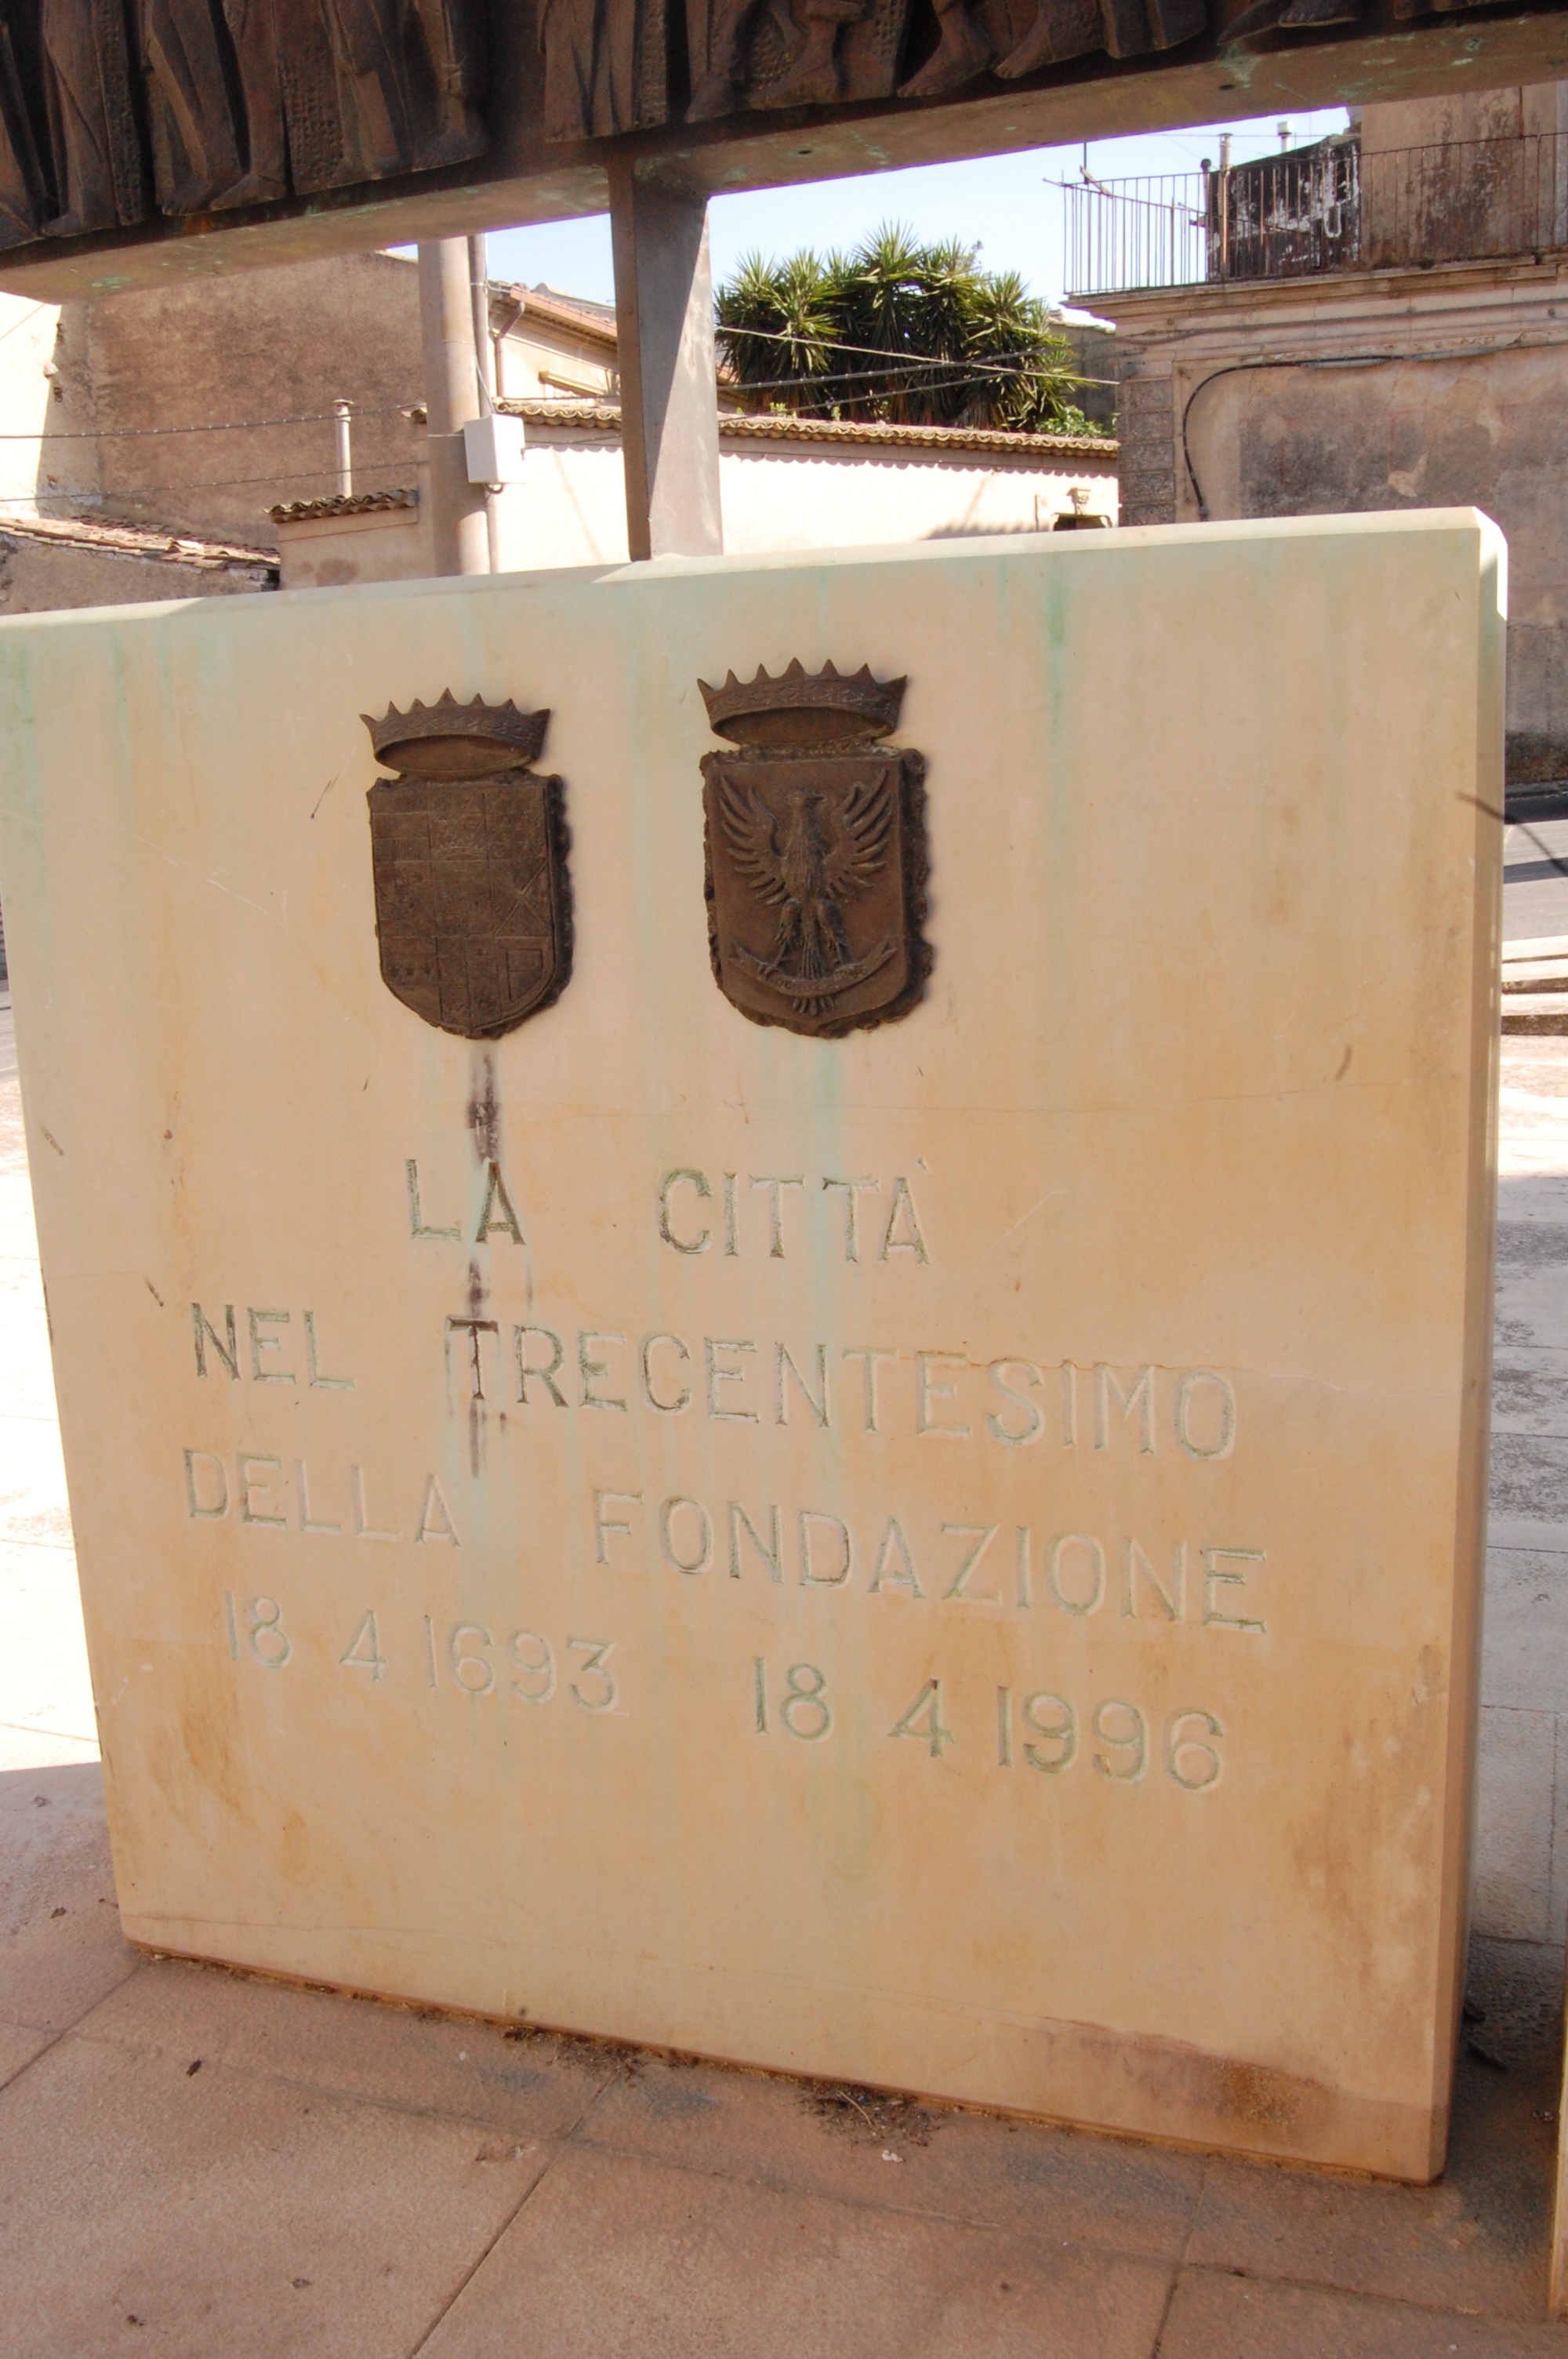 LA CITTÀ
NEL TRECENTESIMO
DELLA FONDAZIONE
18 4 1693 18 4 1996